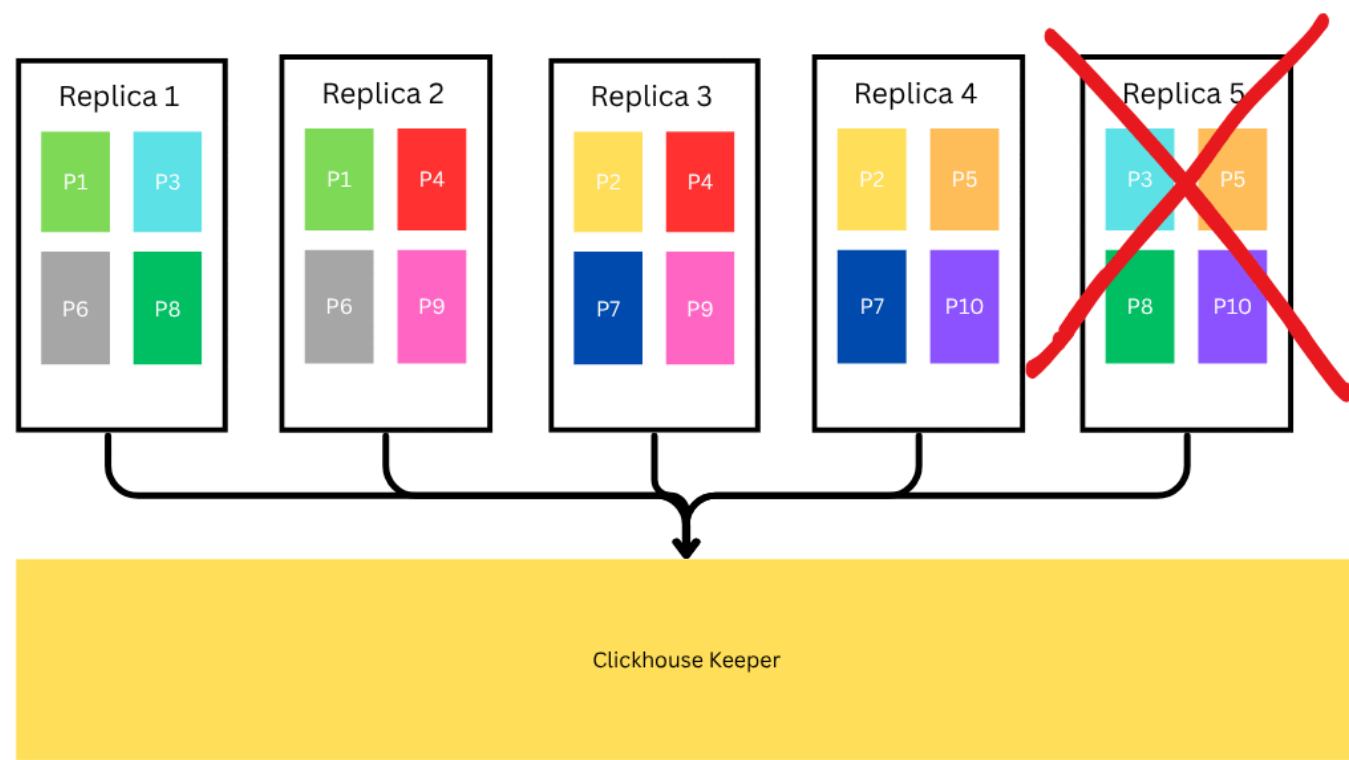 Replica 1
P1 P3
P6 P8
Replica 2
P1 P4
P6 P9
Replica 3
P2 P4
P7 P9
Replica 4
P2 P5
P7 P10
Replica 5
P3 P5
P8 P10
Clickhouse Keeper